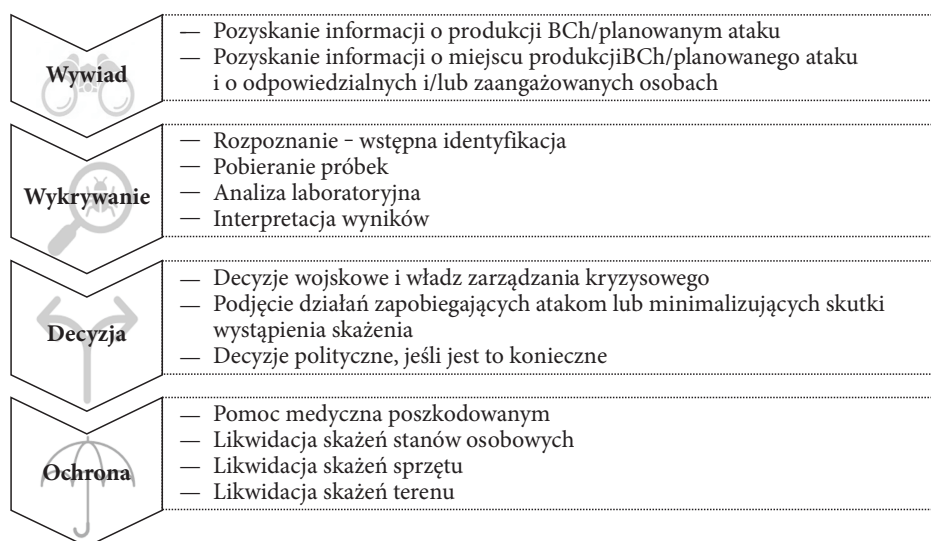 Wywiad
— Pozyskanie informacji o produkcji BCh/planowanym ataku
— Pozyskanie informacji o miejscu produkcjiBCh/planowanego ataku
i o odpowiedzialnych i/lub zaangażowanych osobach
Wykrywanie
— Rozpoznanie – wstępna identyfikacja
— Pobieranie próbek
— Analiza laboratoryjna
— Interpretacja wyników
Decyzja
— Decyzje wojskowe i władz zarządzania kryzysowego
— Podjęcie działań zapobiegających atakom lub minimalizujących skutki
wystąpienia skażenia
— Decyzje polityczne, jeśli jest to konieczne
Ochrona
— Pomoc medyczna poszkodowanym
— Likwidacja skażeń stanów osobowych
— Likwidacja skażeń sprzętu
— Likwidacja skażeń terenu